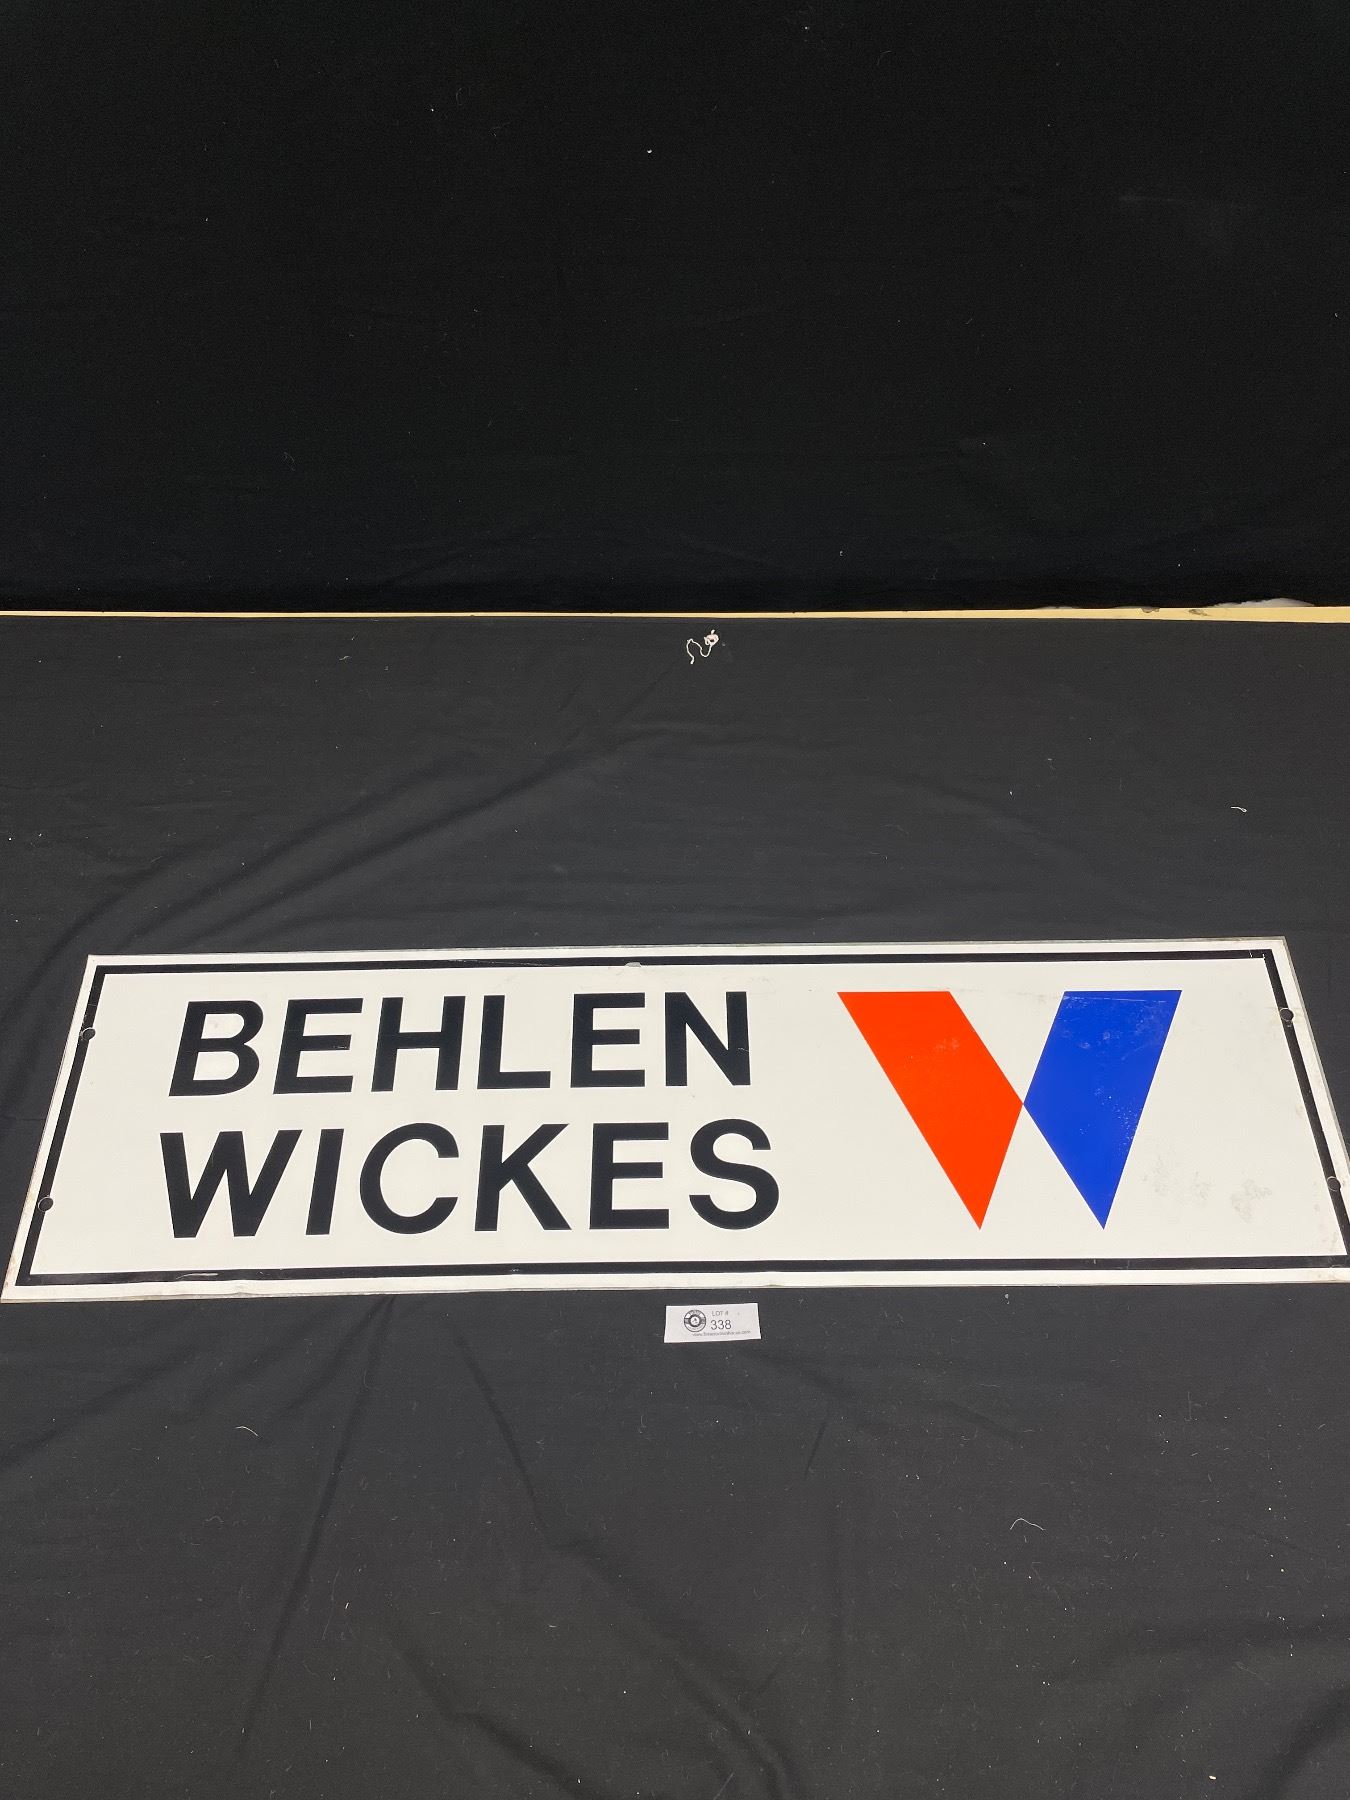 BEHLEN
WICKES
LOT #
338